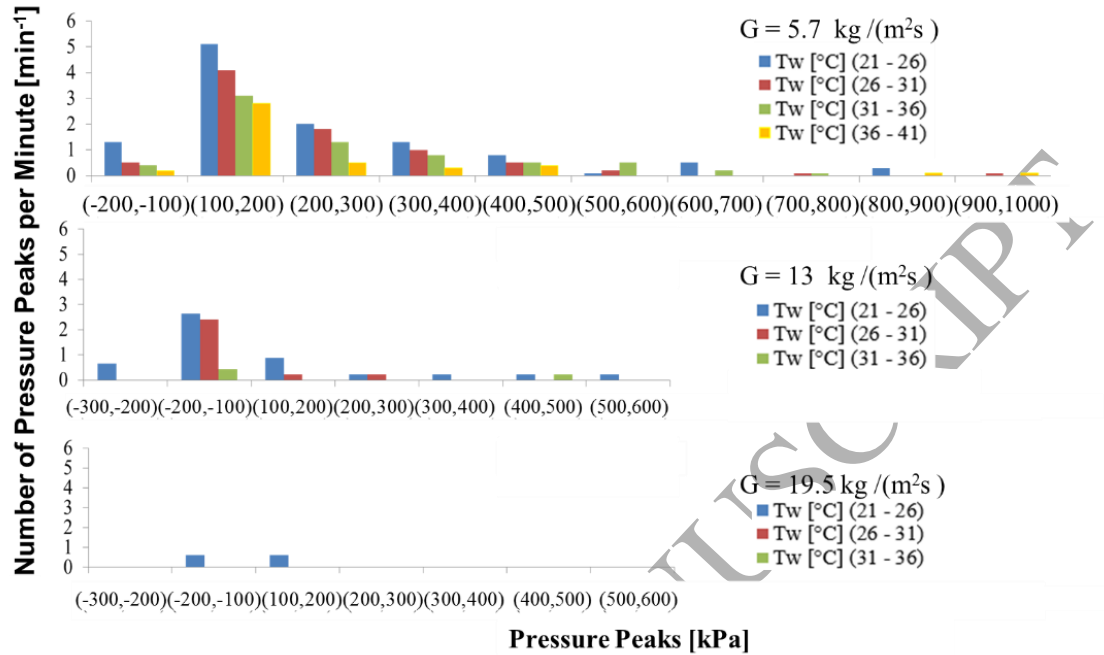 Number of Pressure Peaks per Minute [min⁻¹]
6
5
4
3
2
1
0
G = 5.7 kg /(m²s )
Tw [°C] (21 - 26)
Tw [°C] (26 - 31)
Tw [°C] (31 - 36)
Tw [°C] (36 - 41)
(-200,-100) (100,200) (200,300) (300,400) (400,500) (500,600) (600,700) (700,800) (800,900) (900,1000)
6
5
4
3
2
1
0
G = 13 kg /(m²s )
Tw [°C] (21 - 26)
Tw [°C] (26 - 31)
Tw [°C] (31 - 36)
(-300,-200) (-200,-100) (100,200) (200,300) (300,400) (400,500) (500,600)
6
5
4
3
2
1
0
G = 19.5 kg /(m²s )
Tw [°C] (21 - 26)
Tw [°C] (26 - 31)
Tw [°C] (31 - 36)
(-300,-200) (-200,-100) (100,200) (200,300) (300,400) (400,500) (500,600)
Pressure Peaks [kPa]